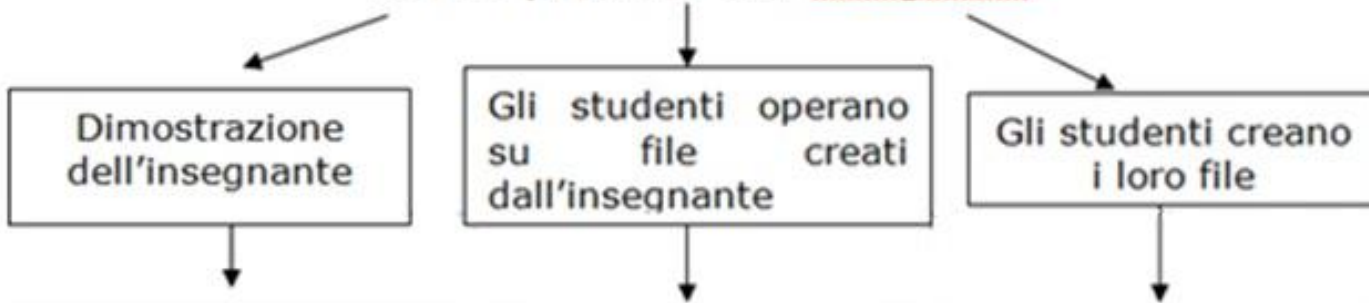 Dimostrazione
dell'insegnante
Gli studenti operano
su file creati
dall'insegnante
Gli studenti creano
i loro file